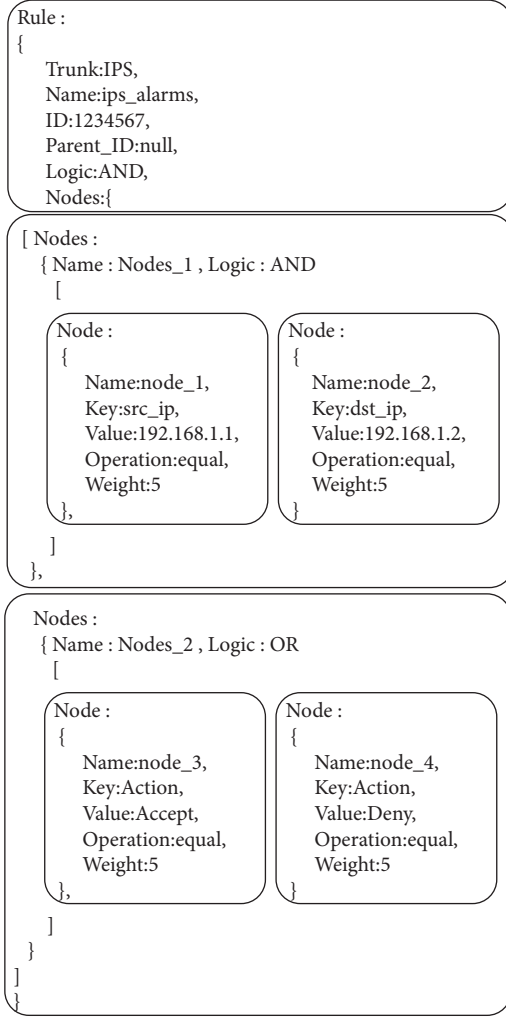 Rule :
{
Trunk:IPS,
Name:ips_alarms,
ID:1234567,
Parent_ID:null,
Logic:AND,
Nodes:{
[ Nodes :
{ Name : Nodes_1 , Logic : AND
[
Node :
{
Name:node_1,
Key:src_ip,
Value:192.168.1.1,
Operation:equal,
Weight:5
},
Node :
{
Name:node_2,
Key:dst_ip,
Value:192.168.1.2,
Operation:equal,
Weight:5
}
]
},
Nodes :
{ Name : Nodes_2 , Logic : OR
[
Node :
{
Name:node_3,
Key:Action,
Value:Accept,
Operation:equal,
Weight:5
},
Node :
{
Name:node_4,
Key:Action,
Value:Deny,
Operation:equal,
Weight:5
}
]
}
]
}